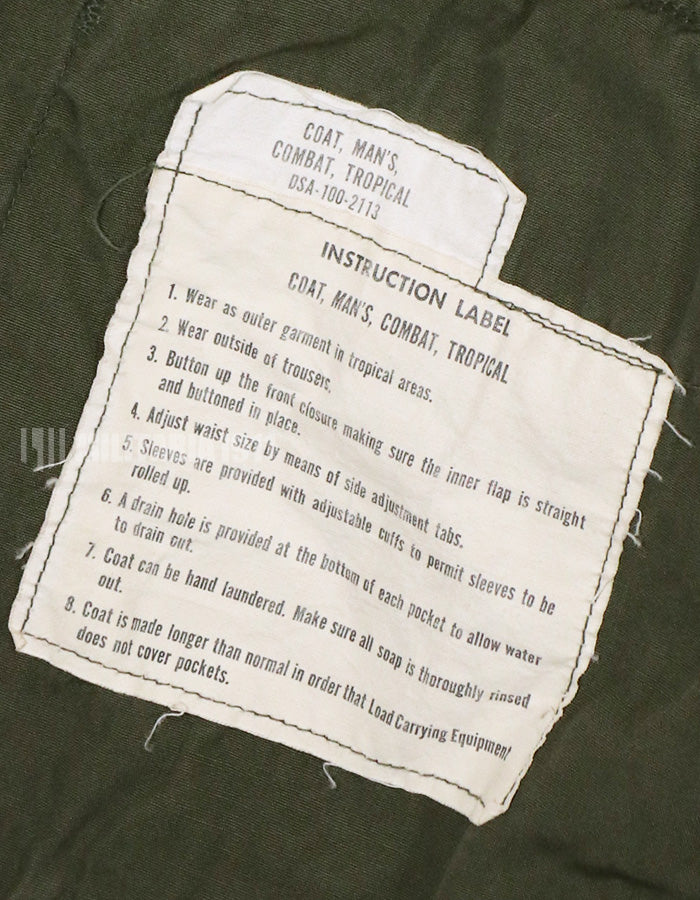 COAT, MAN'S,
COMBAT, TROPICAL
DSA-100-2113
INSTRUCTION LABEL
COAT, MAN'S, COMBAT, TROPICAL
1. Wear as outer garment in tropical areas.
2. Wear outside of trousers.
3. Button up the front closure making sure the inner flap is straight
and buttoned in place.
4. Adjust waist size by means of side adjustment tabs.
5. Sleeves are provided with adjustable cuffs to permit sleeves to be
rolled up.
6. A drain hole is provided at the bottom of each pocket to allow water
to drain out.
7. Coat can be hand laundered. Make sure all soap is thoroughly rinsed
out.
8. Coat is made longer than normal in order that Load Carrying Equipment
does not cover pockets.